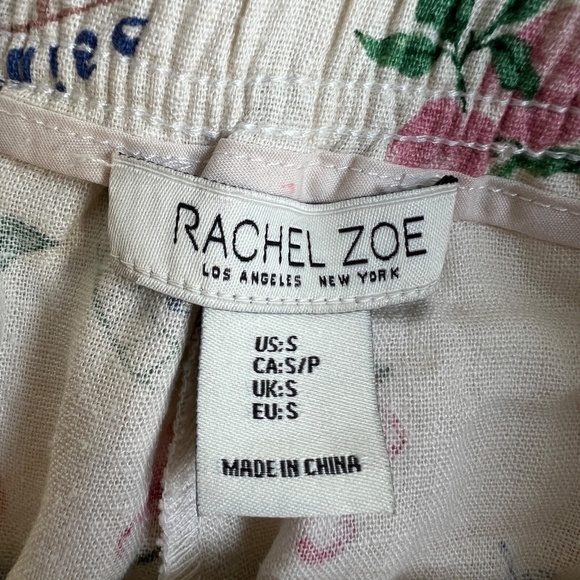 RACHEL ZOE
LOS ANGELES NEW YORK
US:S
CA:S/P
UK:S
EU:S
MADE IN CHINA